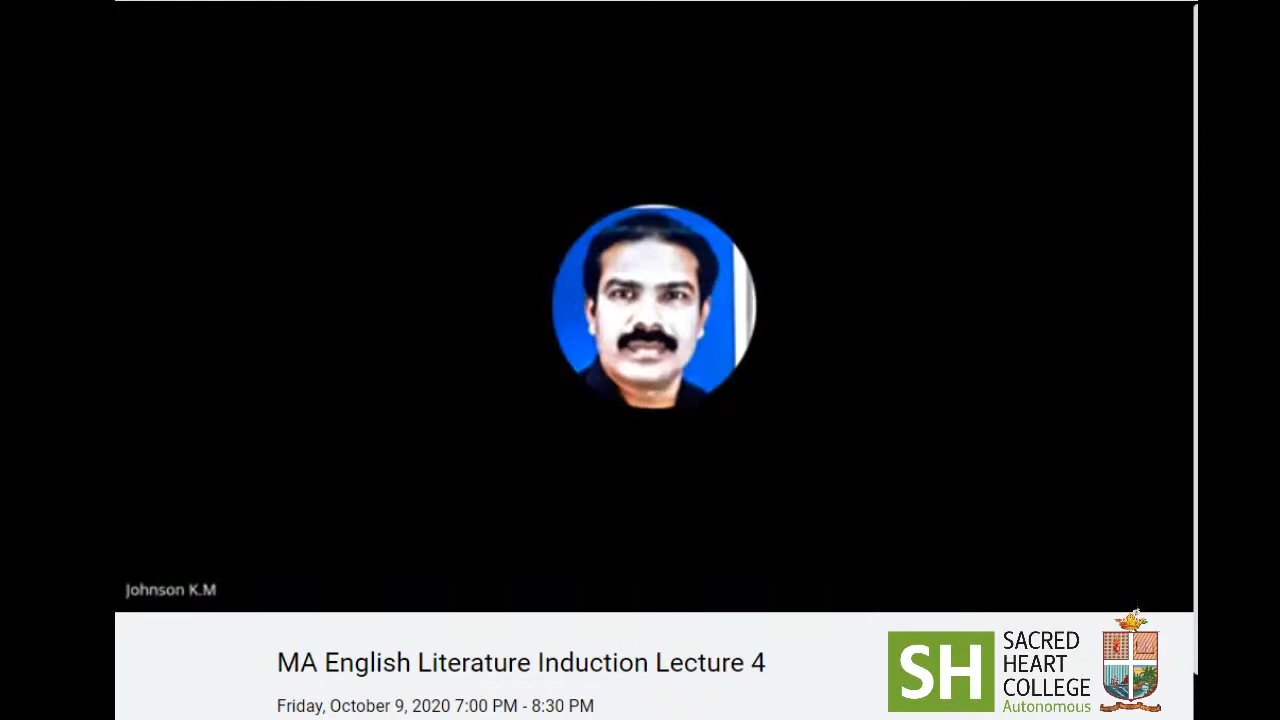 Johnson K.M
MA English Literature Induction Lecture 4
Friday, October 9, 2020 7:00 PM - 8:30 PM
SH
SACRED
HEART
COLLEGE
Autonomous